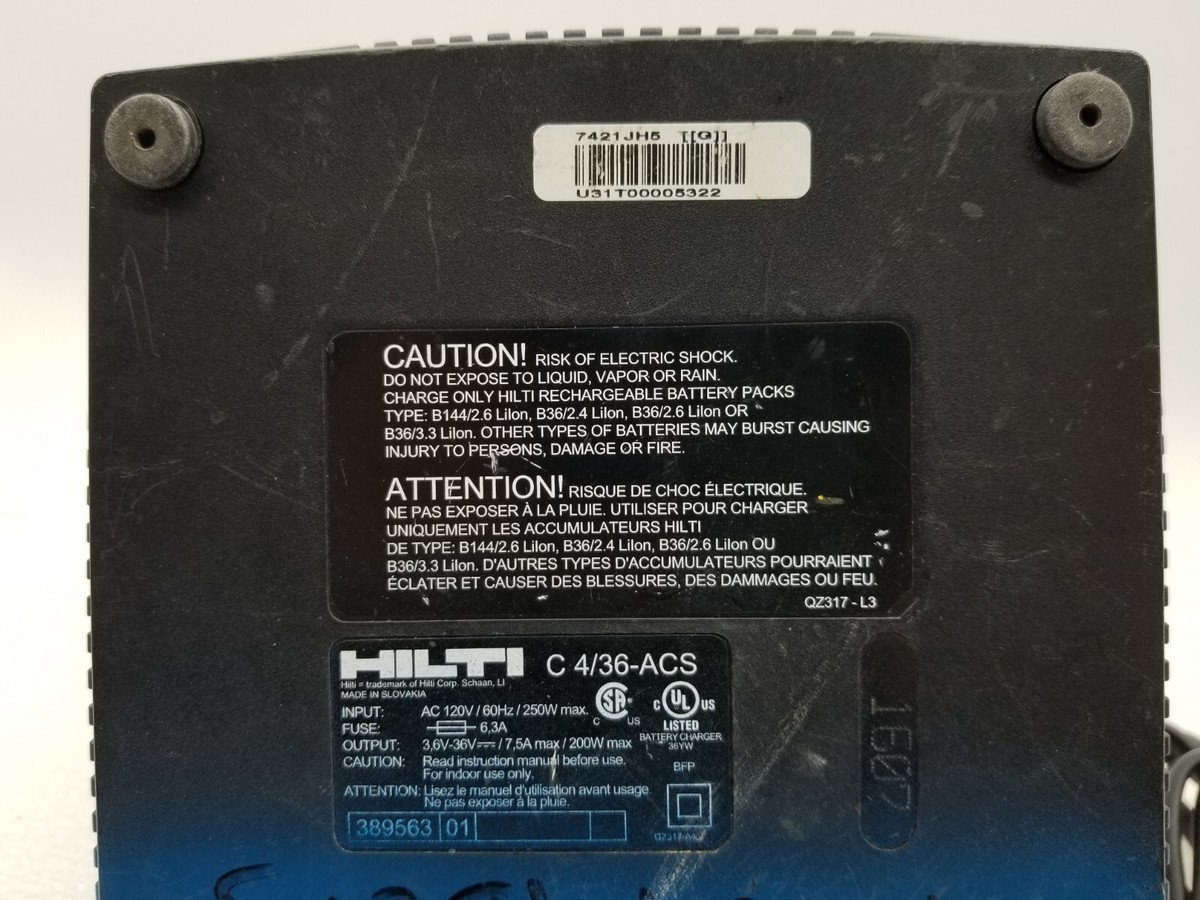 7421JH5 [[G]]
U31T00005322
CAUTION! RISK OF ELECTRIC SHOCK.
DO NOT EXPOSE TO LIQUID, VAPOR OR RAIN.
CHARGE ONLY HILTI RECHARGEABLE BATTERY PACKS
TYPE: B144/2.6 LiIon, B36/2.4 LiIon, B36/2.6 LiIon OR
B36/3.3 LiIon. OTHER TYPES OF BATTERIES MAY BURST CAUSING
INJURY TO PERSONS, DAMAGE OR FIRE.
ATTENTION! RISQUE DE CHOC ÉLECTRIQUE.
NE PAS EXPOSER À LA PLUIE. UTILISER POUR CHARGER
UNIQUEMENT LES ACCUMULATEURS HILTI
DE TYPE: B144/2.6 LiIon, B36/2.4 LiIon, B36/2.6 LiIon OU
B36/3.3 LiIon. D'AUTRES TYPES D'ACCUMULATEURS POURRAIENT
ÉCLATER ET CAUSER DES BLESSURES, DES DAMMAGES OU FEU.
QZ317 - L3
HILTI C 4/36-ACS
Hilti = trademark of Hilti Corp. Schaan, LI
MADE IN SLOVAKIA
INPUT: AC 120V / 60Hz / 250W max.
FUSE: 6,3A
OUTPUT: 3,6V-36V⎓ / 7,5A max / 200W max
CAUTION: Read instruction manual before use.
For indoor use only.
ATTENTION: Lisez le manuel d'utilisation avant usage
Ne pas exposer à la pluie.
389563 01
C SA US
C UL US
LISTED
BATTERY CHARGER
36YW
BFP
1607